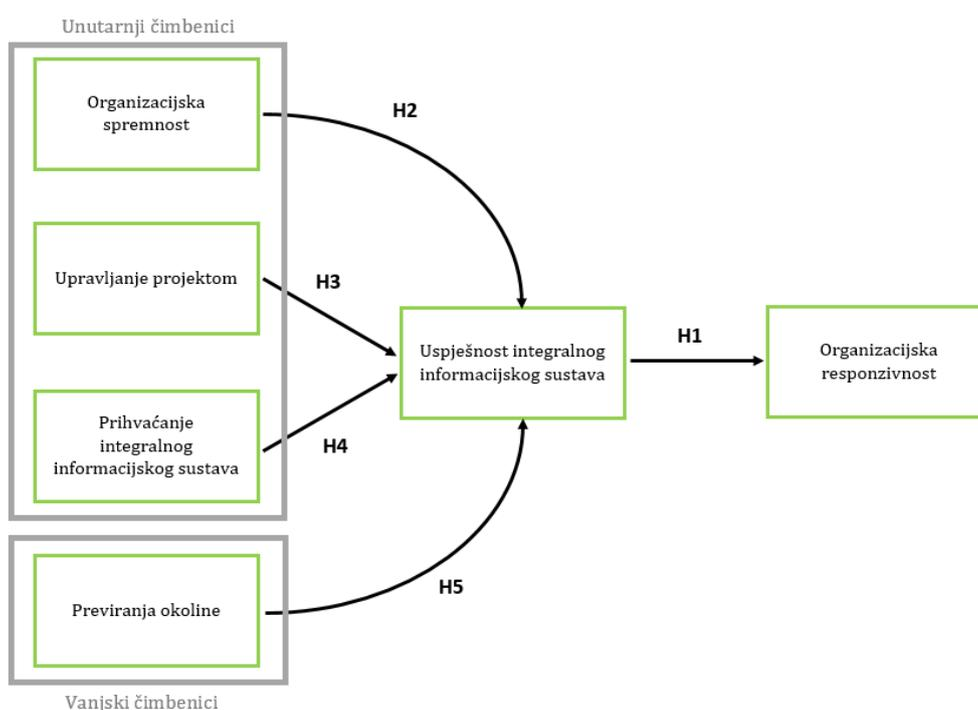 Unutarnji čimbenici
Organizacijska
spremnost
H2
Upravljanje projektom
H3
Prihvaćanje
integralnog
informacijskog sustava
H4
Uspješnost integralnog
informacijskog sustava
H1
Organizacijska
responzivnost
Previranja okoline
H5
Vanjski čimbenici